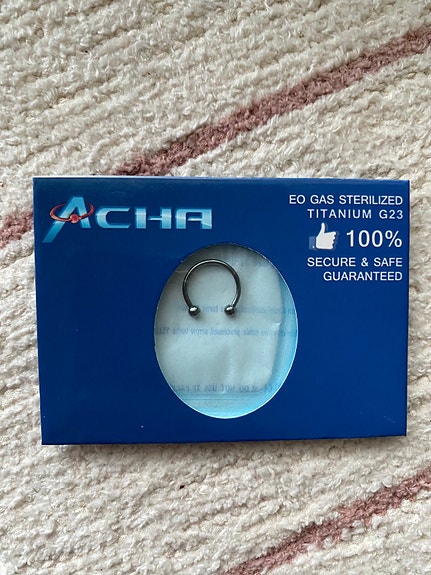 ACHA
EO GAS STERILIZED
TITANIUM G23
100%
SECURE & SAFE
GUARANTEED